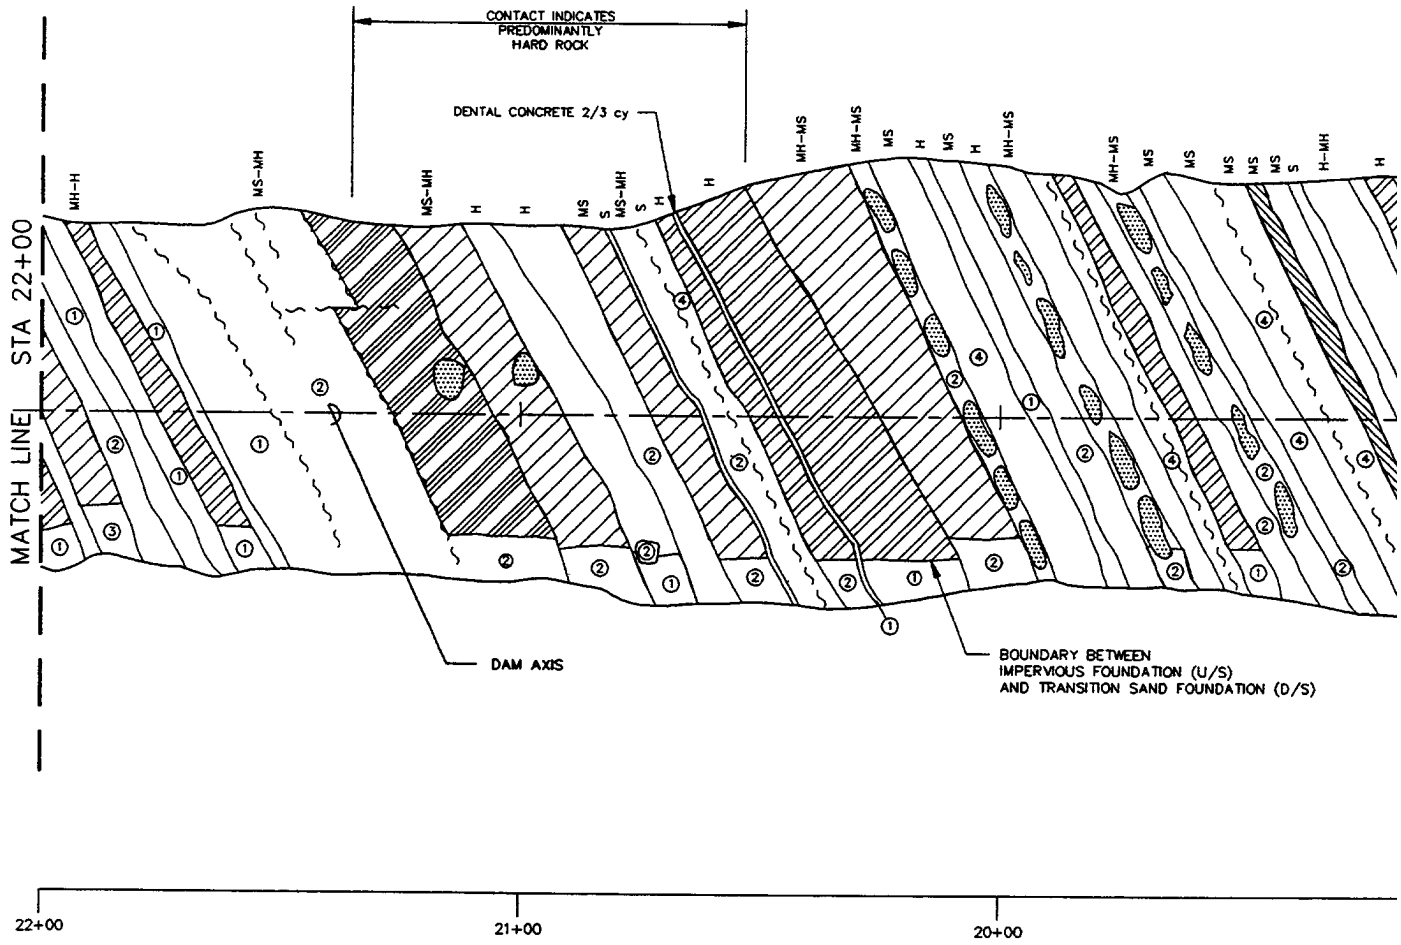 CONTACT INDICATES
PREDOMINANTLY
HARD ROCK
DENTAL CONCRETE 2/3 cy
MH-H
MS-MH
MS-MH
H
H
MS
S
MS-MH
S
H
H
MH-MS
MH-MS
MS
H
MS
H
MH-MS
MH-MS
MS
MS
MS
MS
MS
S
H-MH
H
MATCH LINE STA 22+00
1
1
4
4
4
2
2
1
2
1
1
2
2
2
4
2
4
4
1
3
1
2
2
2
1
2
2
1
2
2
2
1
2
1
DAM AXIS
BOUNDARY BETWEEN
IMPERVIOUS FOUNDATION (U/S)
AND TRANSITION SAND FOUNDATION (D/S)
22+00
21+00
20+00